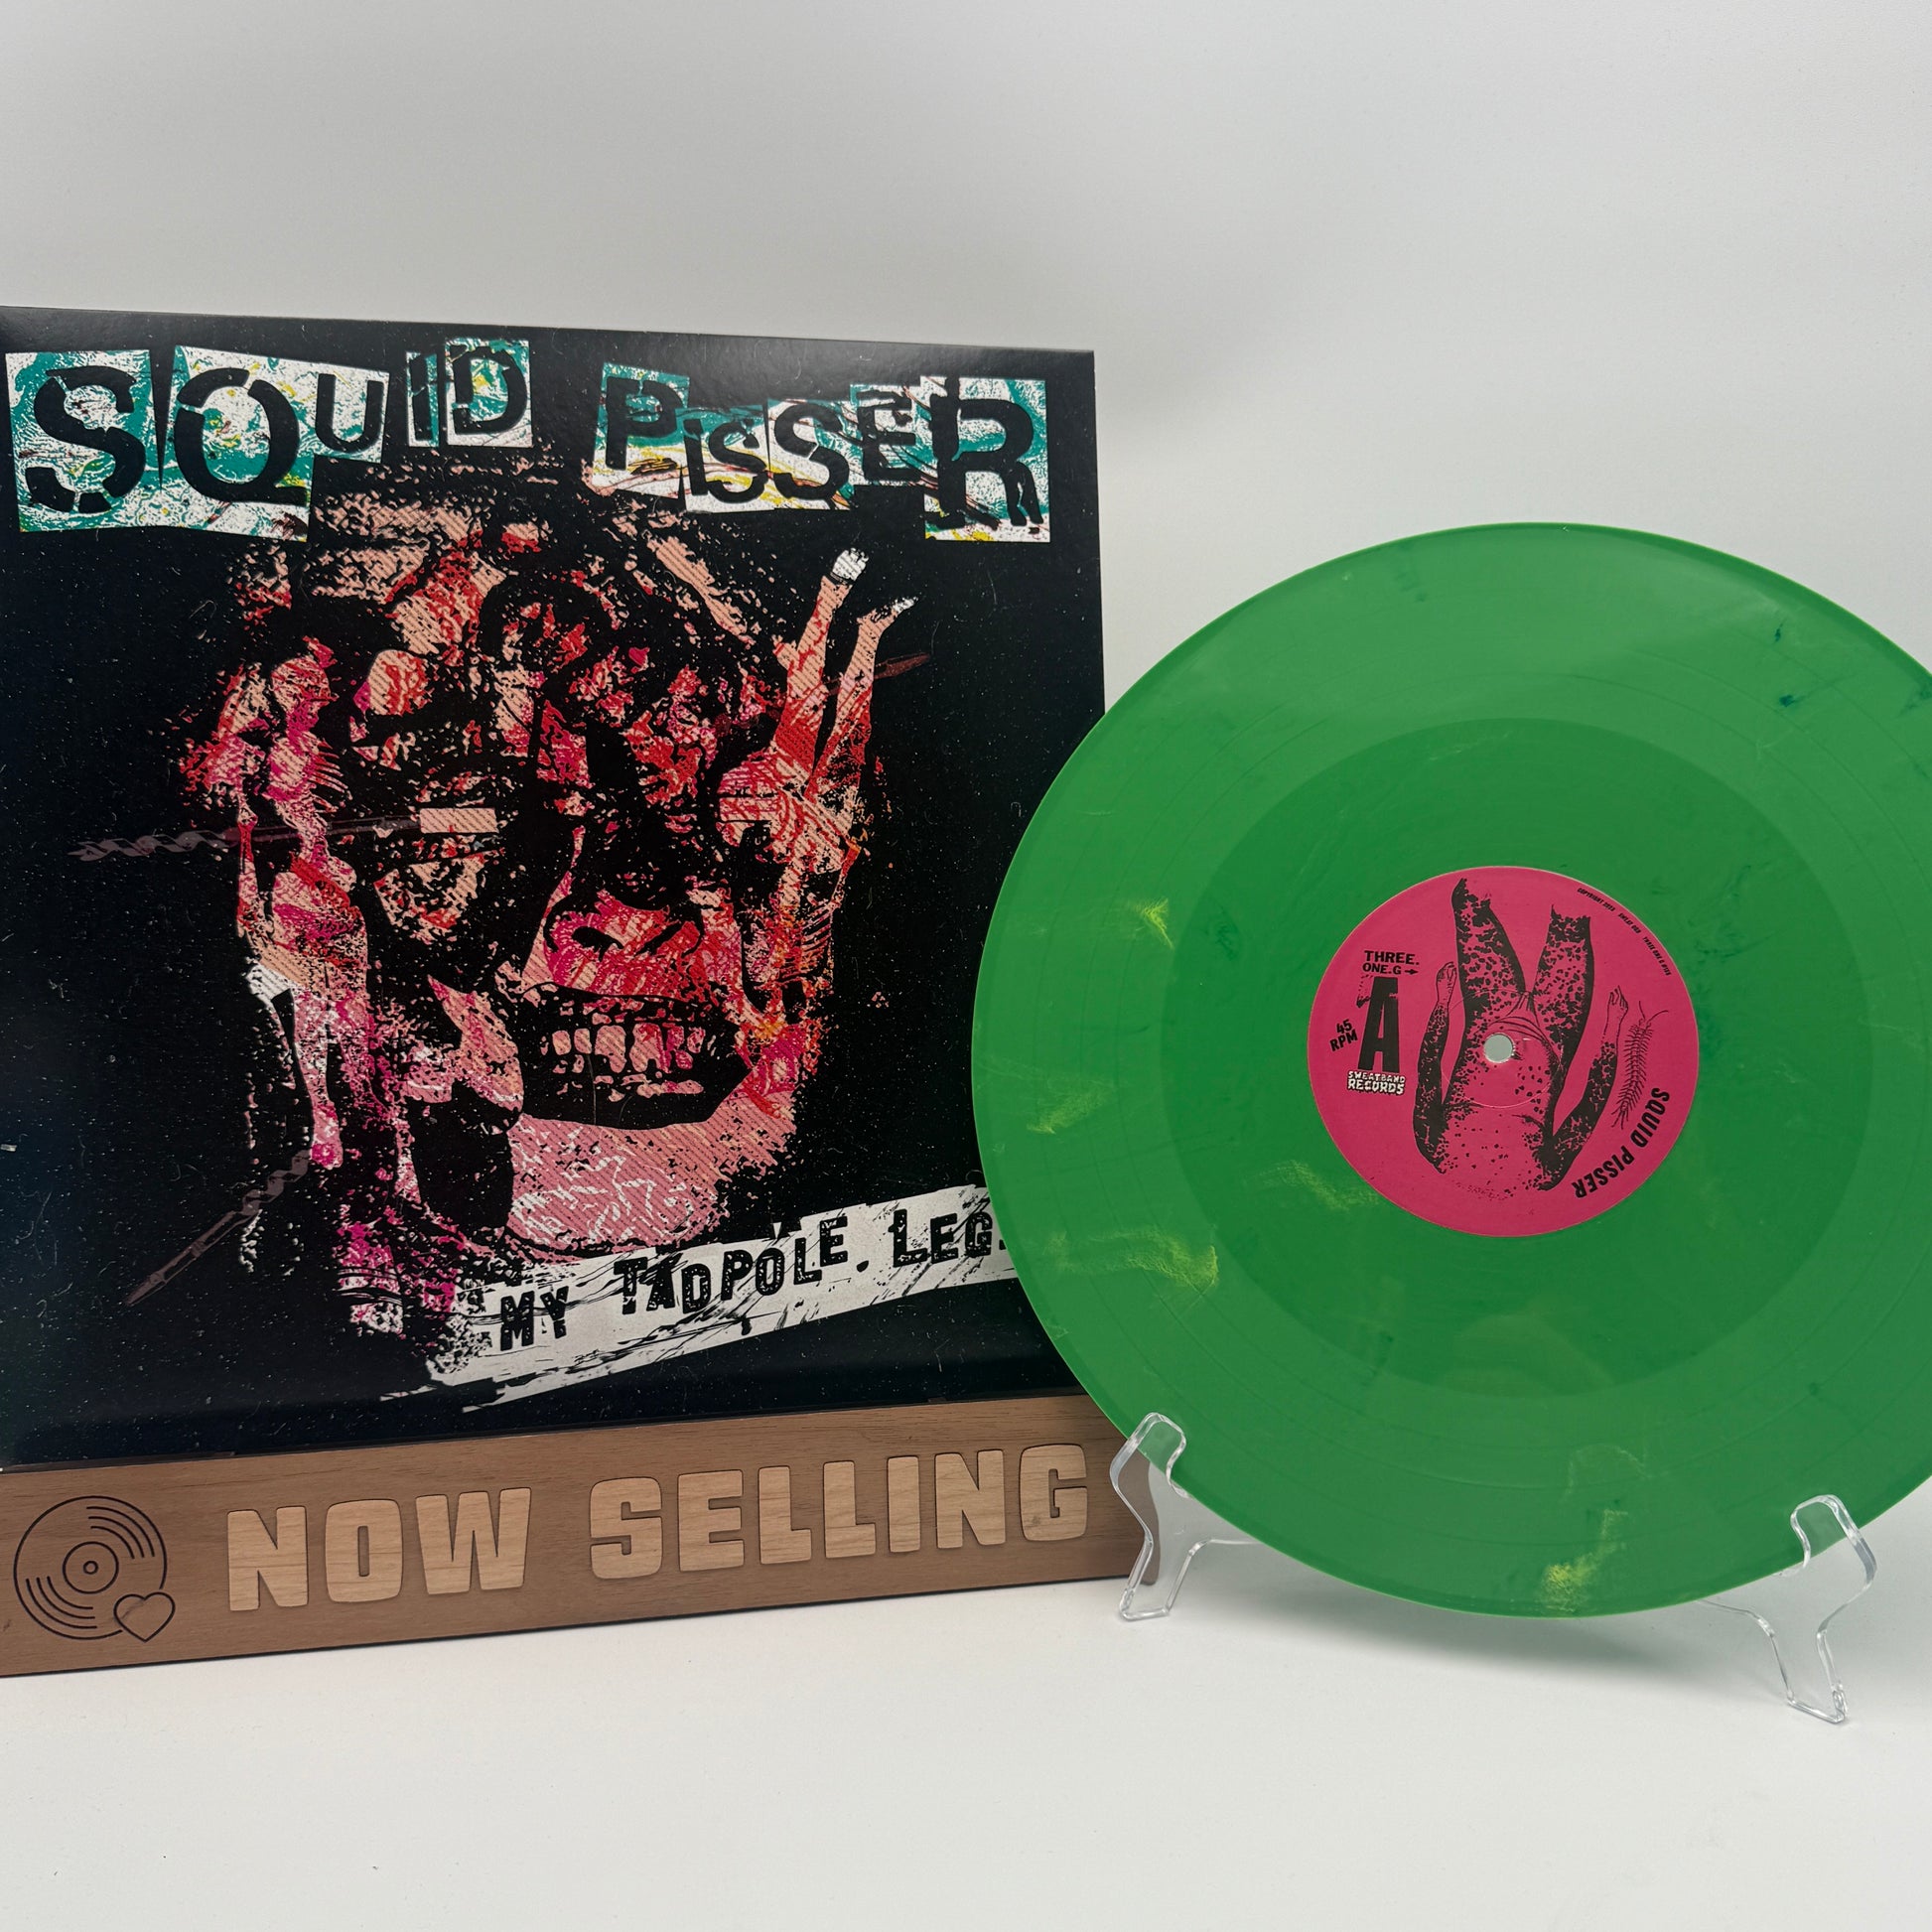 SQUID PISSER
MY TADPOLE. LEG
NOW SELLING
THREE.
ONE.G
A
45
RPM
SWEATBAND
RECORDS
SQUID PISSER